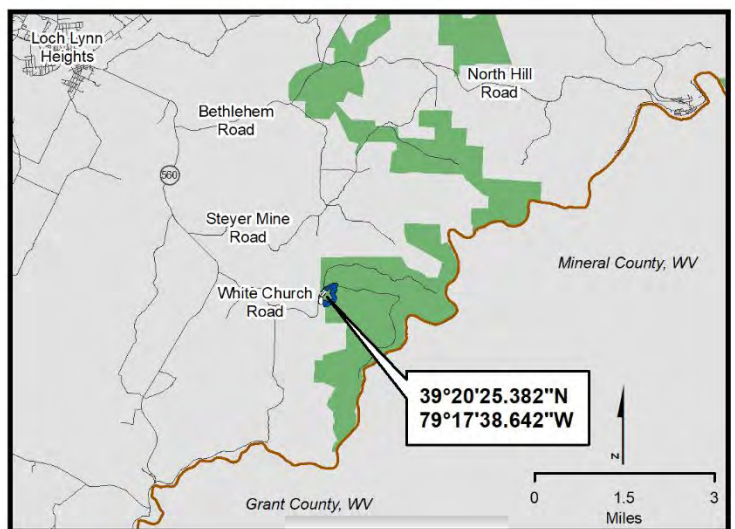 Loch Lynn
Heights
North Hill
Road
Bethlehem
Road
560
Steyer Mine
Road
Mineral County, WV
White Church
Road
39°20'25.382"N
79°17'38.642"W
N
0 1.5 3
Miles
Grant County, WV